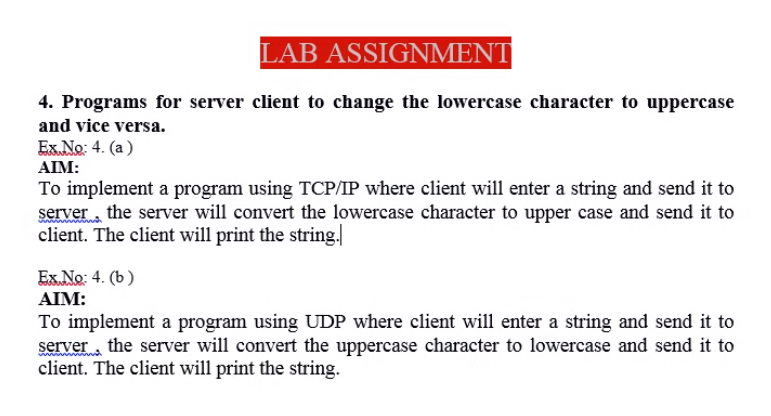 LAB ASSIGNMENT
4. Programs for server client to change the lowercase character to uppercase
and vice versa.
Ex.No: 4. (a )
AIM:
To implement a program using TCP/IP where client will enter a string and send it to
server , the server will convert the lowercase character to upper case and send it to
client. The client will print the string.
Ex.No: 4. (b )
AIM:
To implement a program using UDP where client will enter a string and send it to
server , the server will convert the uppercase character to lowercase and send it to
client. The client will print the string.